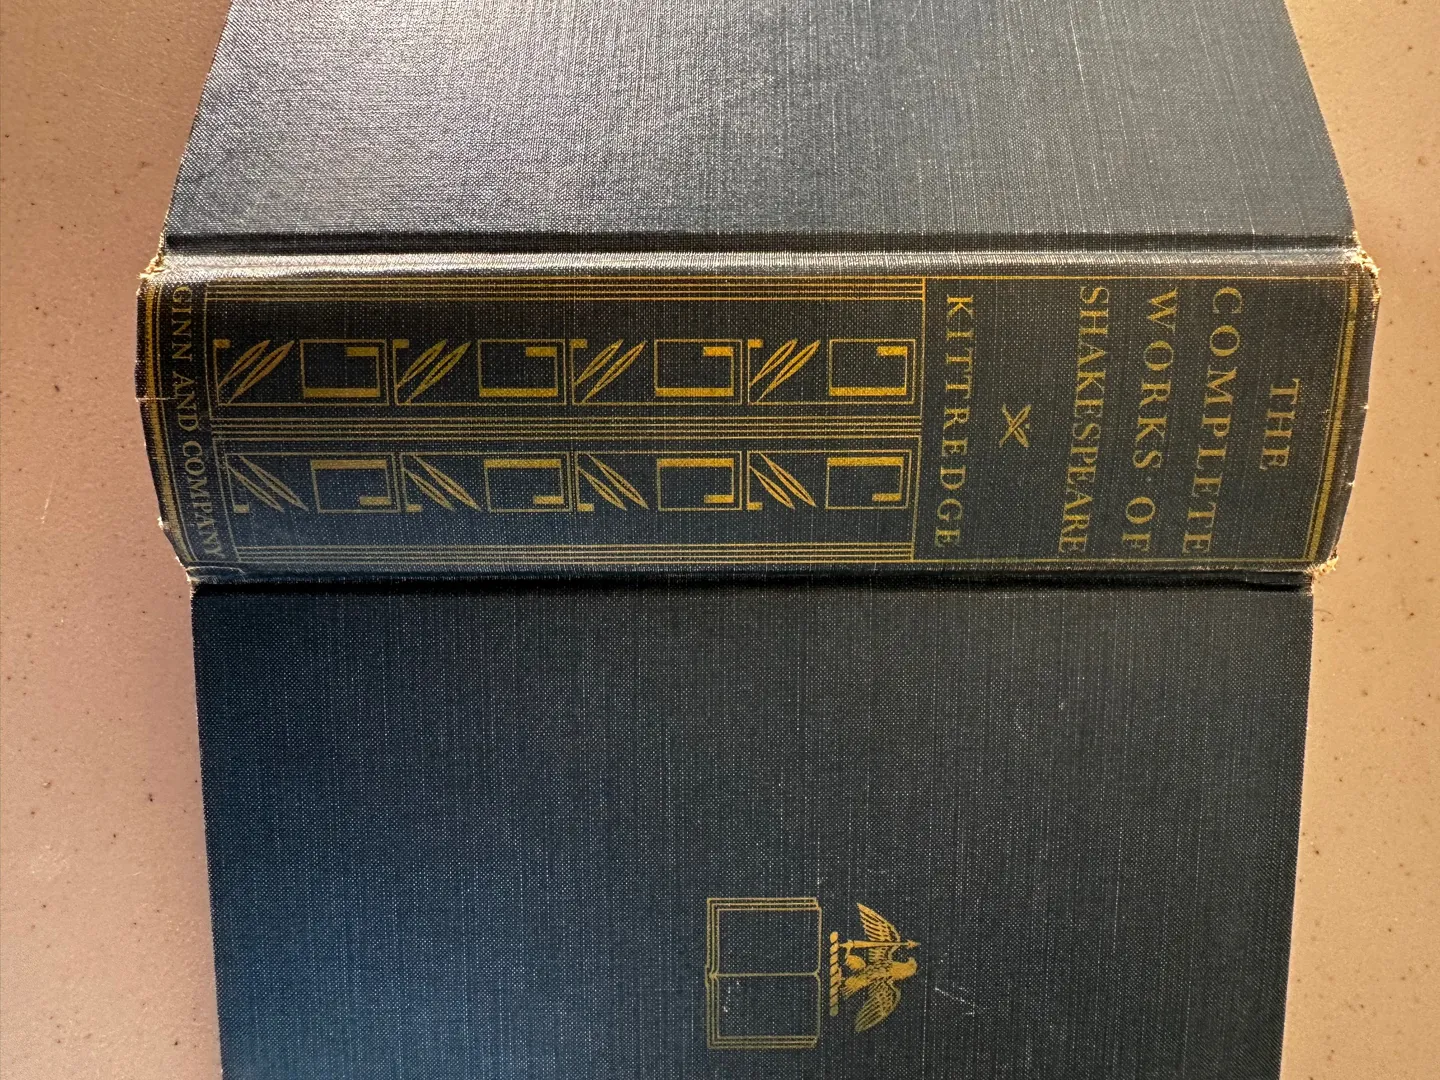 THE
COMPLETE
WORKS · OF
SHAKESPEARE
KITTREDGE
GINN AND COMPANY